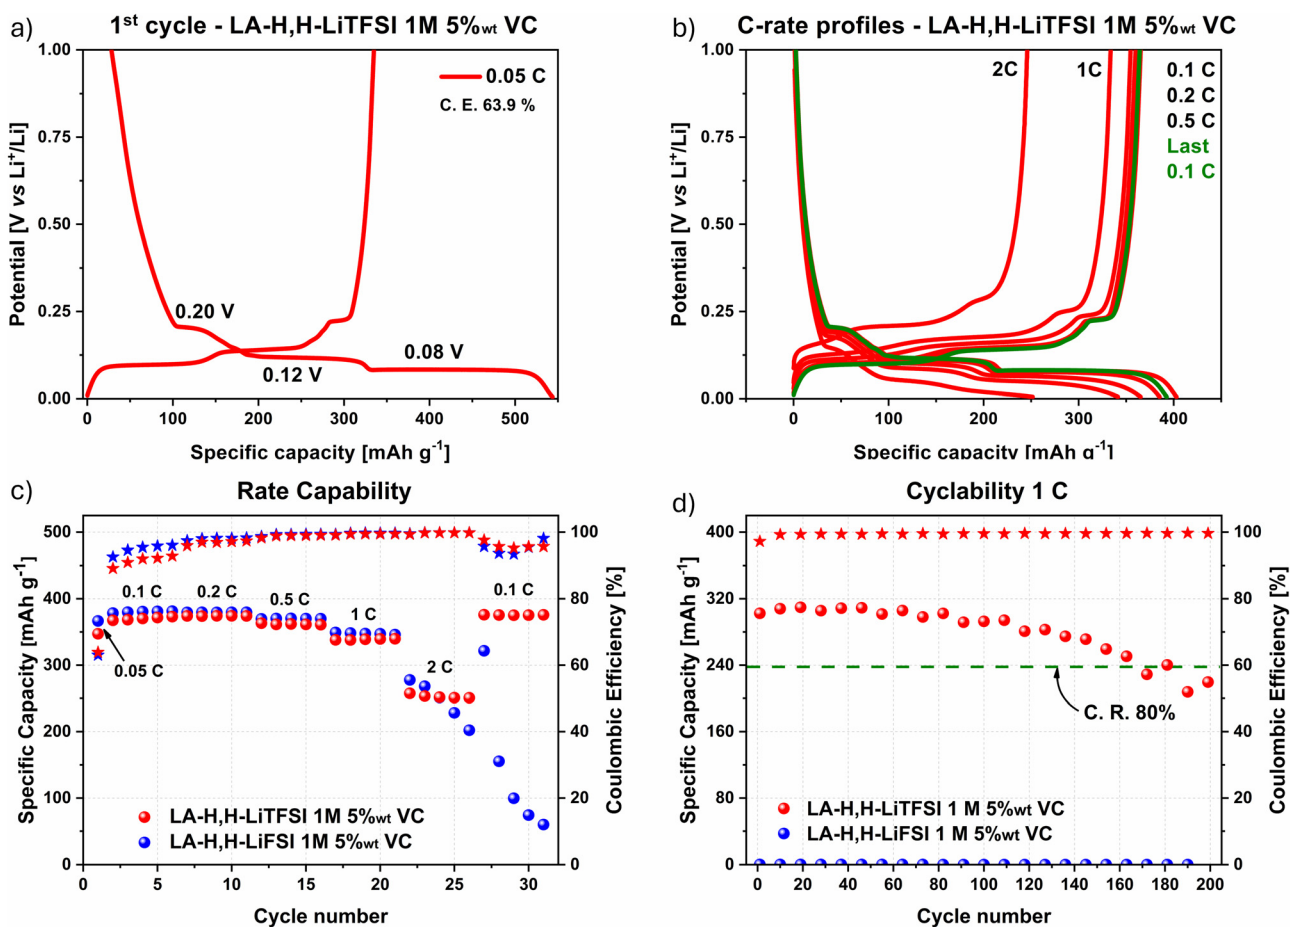 a)
1st cycle - LA-H,H-LiTFSI 1M 5%wt VC
1.00
0.75
0.50
0.25
0.00
Potential [V vs Li+/Li]
0.05 C
C. E. 63.9 %
0.20 V
0.12 V
0.08 V
0 100 200 300 400 500
Specific capacity [mAh g-1]
b)
C-rate profiles - LA-H,H-LiTFSI 1M 5%wt VC
1.00
0.75
0.50
0.25
0.00
Potential [V vs Li+/Li]
2C
1C
0.1 C
0.2 C
0.5 C
Last
0.1 C
0 100 200 300 400
Specific capacity [mAh g-1]
c)
Rate Capability
500
400
300
200
100
0
Specific Capacity [mAh g-1]
0.1 C
0.2 C
0.5 C
1 C
2 C
0.1 C
0.05 C
LA-H,H-LiTFSI 1M 5%wt VC
LA-H,H-LiFSI 1M 5%wt VC
100
80
60
40
20
0
Coulombic Efficiency [%]
0 5 10 15 20 25 30
Cycle number
d)
Cyclability 1 C
400
320
240
160
80
0
Specific Capacity [mAh g-1]
C. R. 80%
LA-H,H-LiTFSI 1 M 5%wt VC
LA-H,H-LiFSI 1 M 5%wt VC
100
80
60
40
20
0
Coulombic Efficiency [%]
0 20 40 60 80 100 120 140 160 180 200
Cycle number